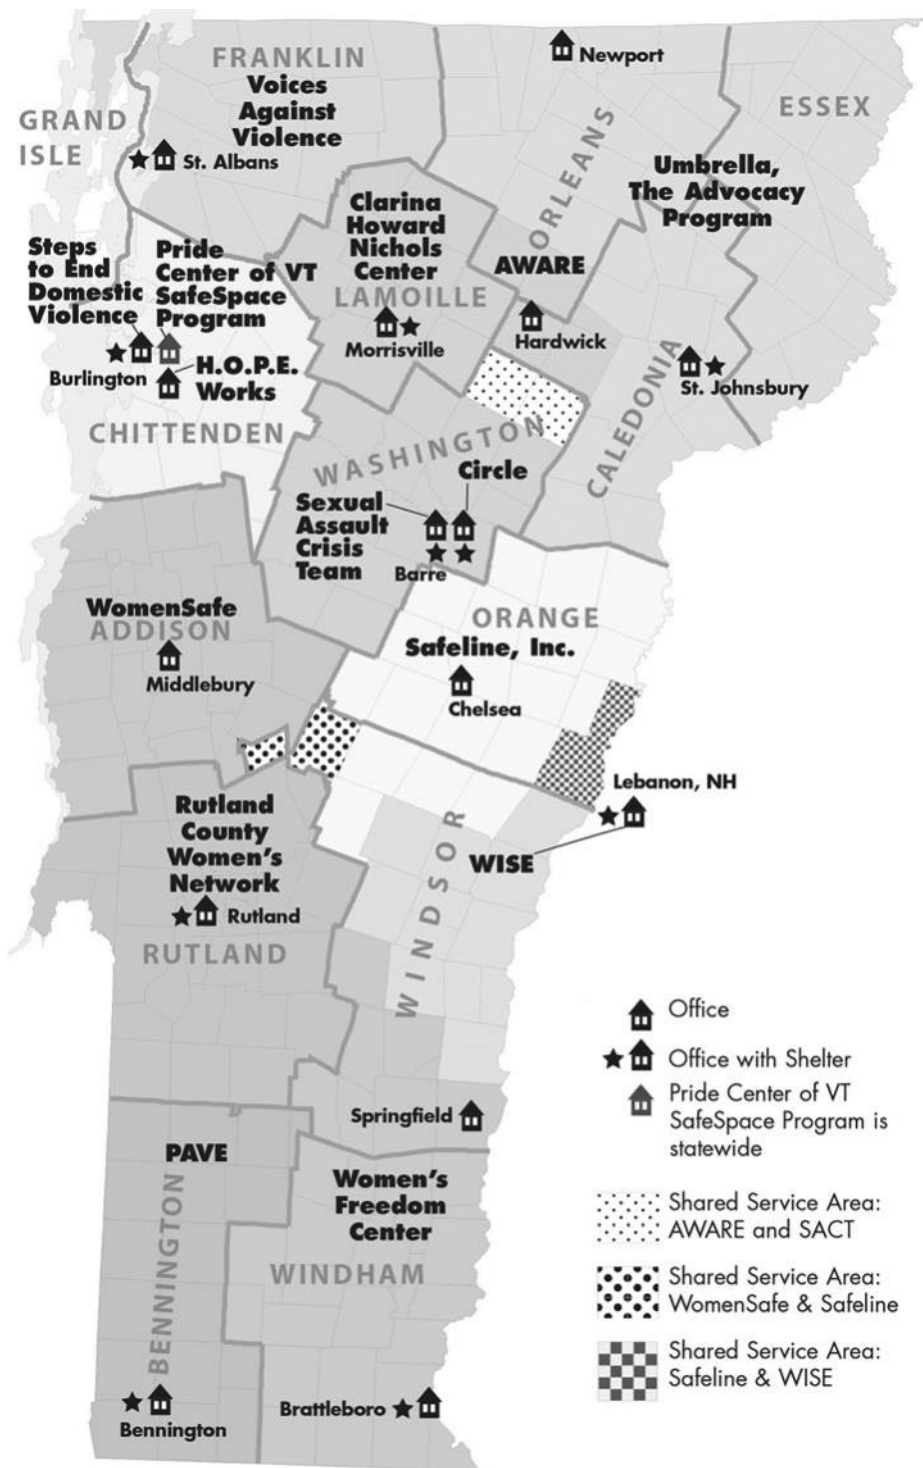 FRANKLIN
Voices
Against
Violence
GRAND
ISLE
St. Albans
Newport
ORLEANS
ESSEX
Umbrella,
The Advocacy
Program
Clarina
Howard
Nichols
Center
LAMOILLE
Morrisville
AWARE
Hardwick
St. Johnsbury
CALEDONIA
Steps
to End
Domestic
Violence
Pride
Center of VT
SafeSpace
Program
Burlington
H.O.P.E.
Works
CHITTENDEN
WASHINGTON
Circle
Sexual
Assault
Crisis
Team
Barre
WomenSafe
ADDISON
Middlebury
ORANGE
Safeline, Inc.
Chelsea
Lebanon, NH
WISE
WINDSOR
Rutland
County
Women's
Network
Rutland
RUTLAND
Springfield
PAVE
BENNINGTON
Bennington
Women's
Freedom
Center
WINDHAM
Brattleboro
Office
Office with Shelter
Pride Center of VT
SafeSpace Program is
statewide
Shared Service Area:
AWARE and SACT
Shared Service Area:
WomenSafe & Safeline
Shared Service Area:
Safeline & WISE